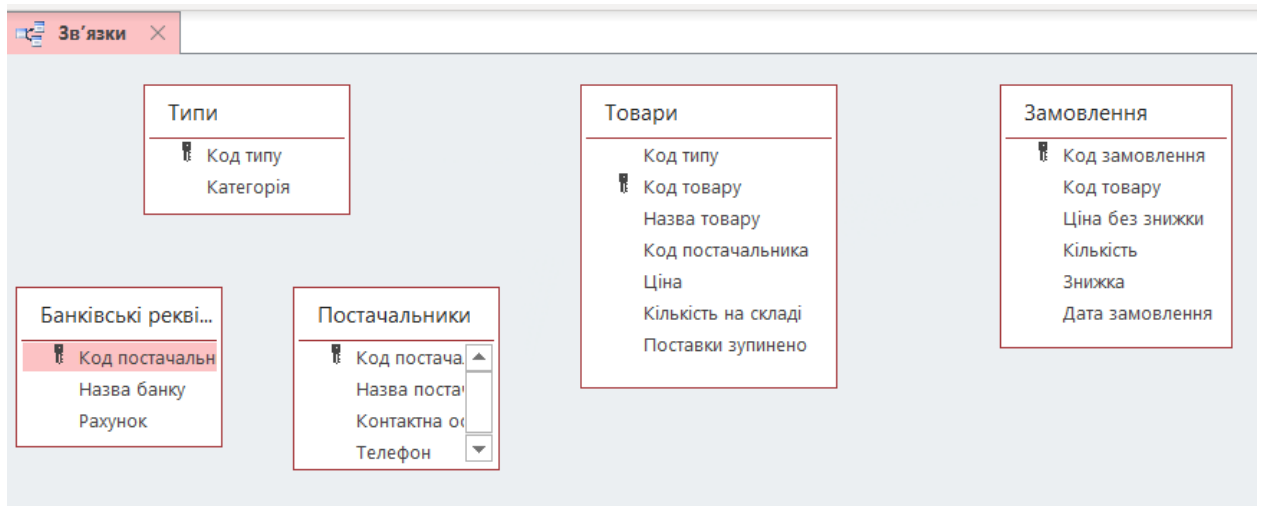 Зв’язки
Типи
Код типу
Категорія
Товари
Код типу
Код товару
Назва товару
Код постачальника
Ціна
Кількість на складі
Поставки зупинено
Замовлення
Код замовлення
Код товару
Ціна без знижки
Кількість
Знижка
Дата замовлення
Банківські рекві...
Код постачальн
Назва банку
Рахунок
Постачальники
Код постача
Назва поста
Контактна ос
Телефон